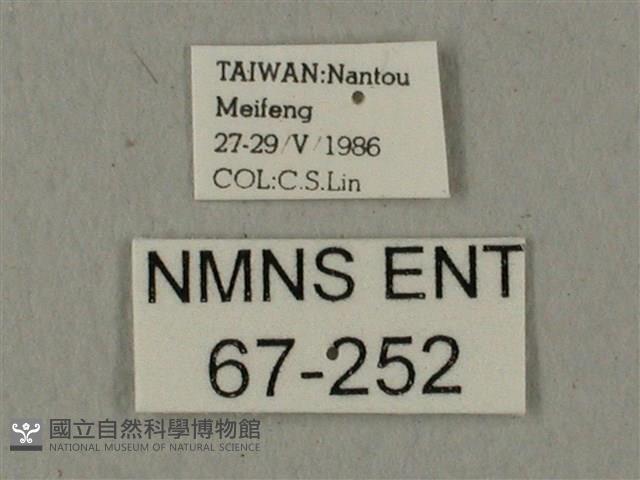 TAIWAN:Nantou
Meifeng
27-29/V/1986
COL:C.S.Lin
NMNS ENT
67-252
國立自然科學博物館
NATIONAL MUSEUM OF NATURAL SCIENCE